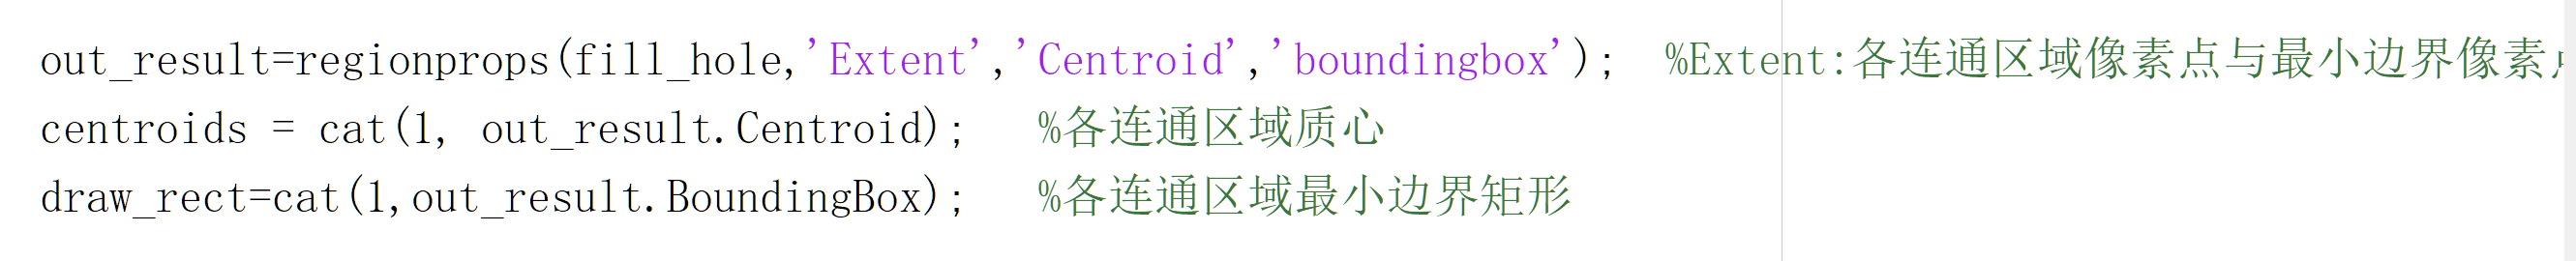 out_result=regionprops(fill_hole,'Extent','Centroid','boundingbox');  %Extent:各连通区域像素点与最小边界像素
centroids = cat(1, out_result.Centroid);   %各连通区域质心
draw_rect=cat(1,out_result.BoundingBox);   %各连通区域最小边界矩形